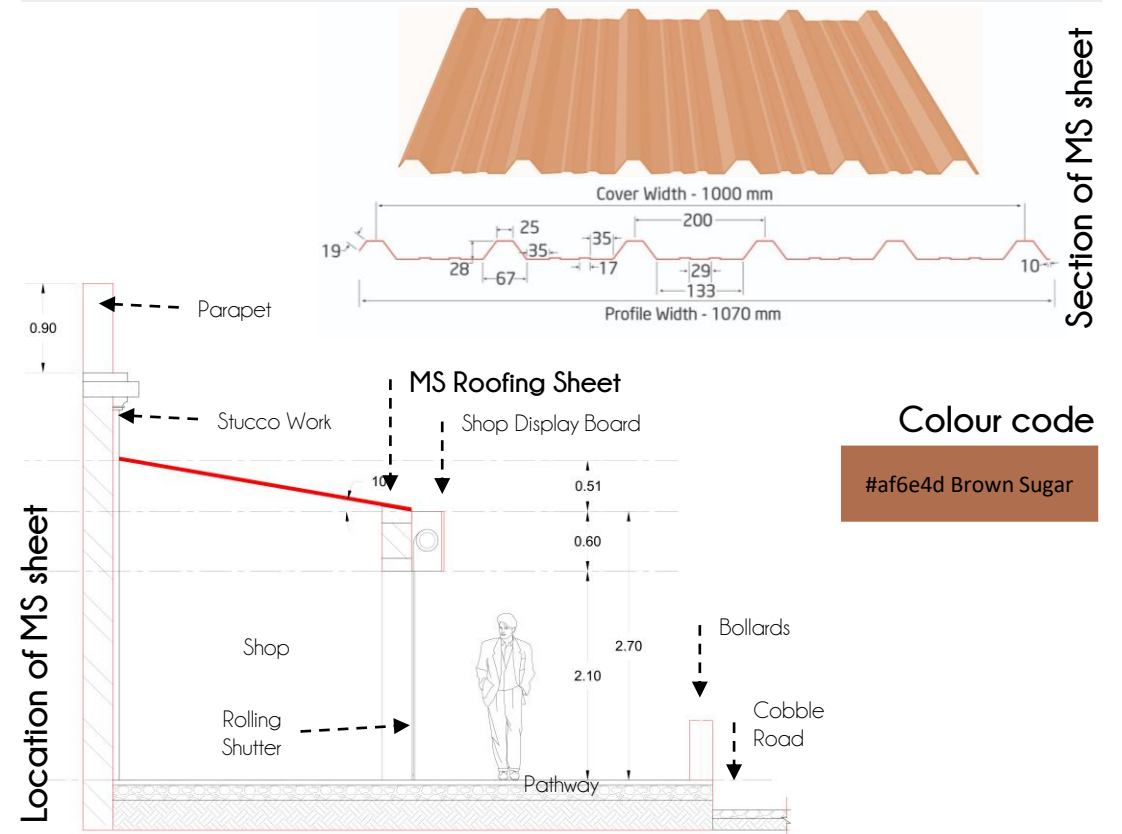 Section of MS sheet
Cover Width - 1000 mm
200
25
35
35
19
28
67
17
29
133
10
Profile Width - 1070 mm
Parapet
0.90
MS Roofing Sheet
Stucco Work
Shop Display Board
Colour code
#af6e4d Brown Sugar
10
0.51
0.60
Location of MS sheet
Shop
2.70
2.10
Bollards
Rolling
Shutter
Cobble
Road
Pathway